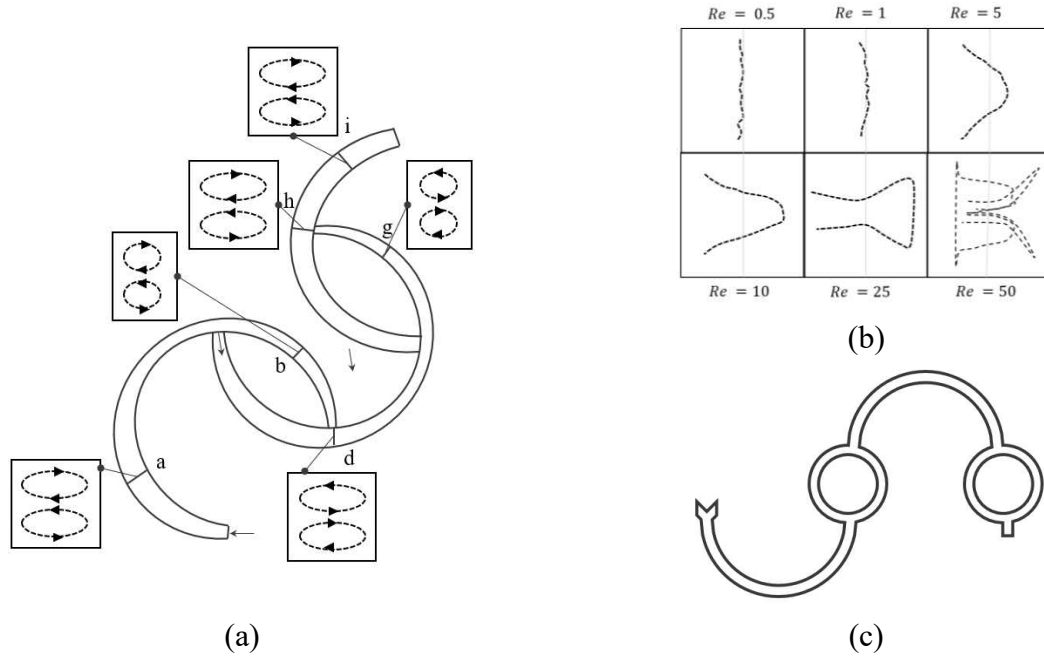 Re = 0.5
Re = 1
Re = 5
i
h
g
b
a
d
Re = 10
Re = 25
Re = 50
(b)
(a)
(c)